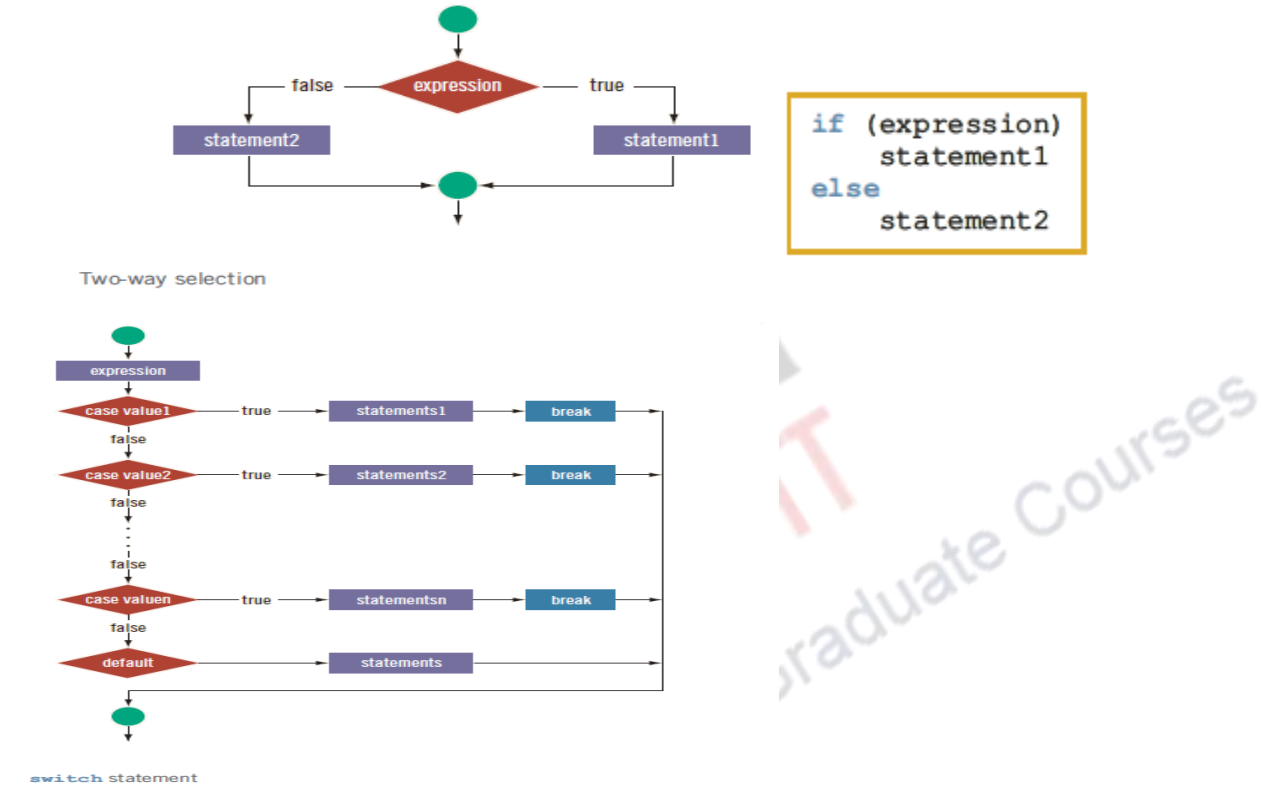 expression
false
true
statement2
statement1
if (expression)
statement1
else
statement2
Two-way selection
expression
case value1
true
statements1
break
false
case value2
true
statements2
break
false
false
case valuen
true
statementsn
break
false
default
statements
switch statement
Courses